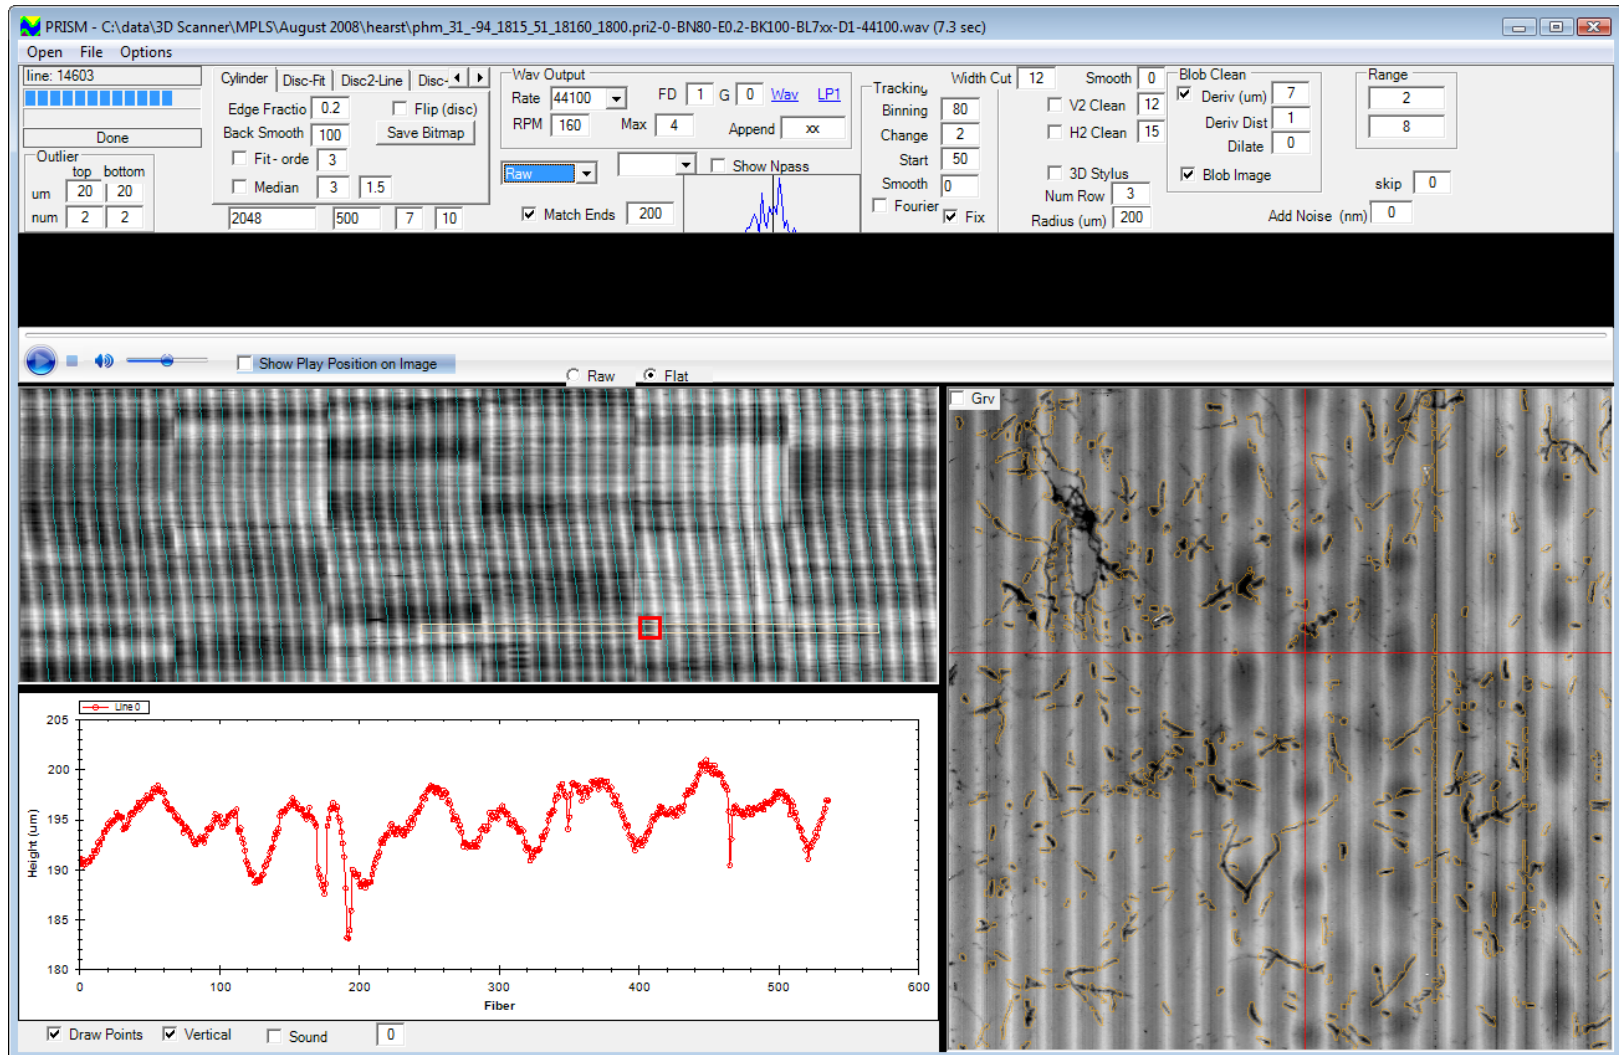 PRISM - C:\data\3D Scanner\MPLS\August 2008\hearst\phm_31_-94_1815_51_18160_1800.pri2-0-BN80-E0.2-BK100-BL7xx-D1-44100.wav (7.3 sec)
Open File Options
line: 14603
Done
Outlier
top bottom
um 20 20
num 2 2
Cylinder Disc-Fit Disc2-Line Disc-
Edge Fractio 0.2 Flip (disc)
Back Smooth 100 Save Bitmap
Fit- orde 3
Median 3 1.5
2048 500 7 10
Wav Output
Rate 44100 FD 1 G 0 Wav LP1
RPM 160 Max 4 Append xx
Raw Show Npass
Match Ends 200
Tracking
Binning 80
Change 2
Start 50
Smooth 0
Fourier Fix
Width Cut 12 Smooth 0
V2 Clean 12
H2 Clean 15
3D Stylus
Num Row 3
Radius (um) 200
Blob Clean
Deriv (um) 7
Deriv Dist 1
Dilate 0
Blob Image
Range
2
8
skip 0
Add Noise (nm) 0
Show Play Position on Image
Raw Flat
Grv
Line 0
205
200
195
190
185
180
Height (um)
0 100 200 300 400 500 600
Fiber
Draw Points Vertical Sound 0